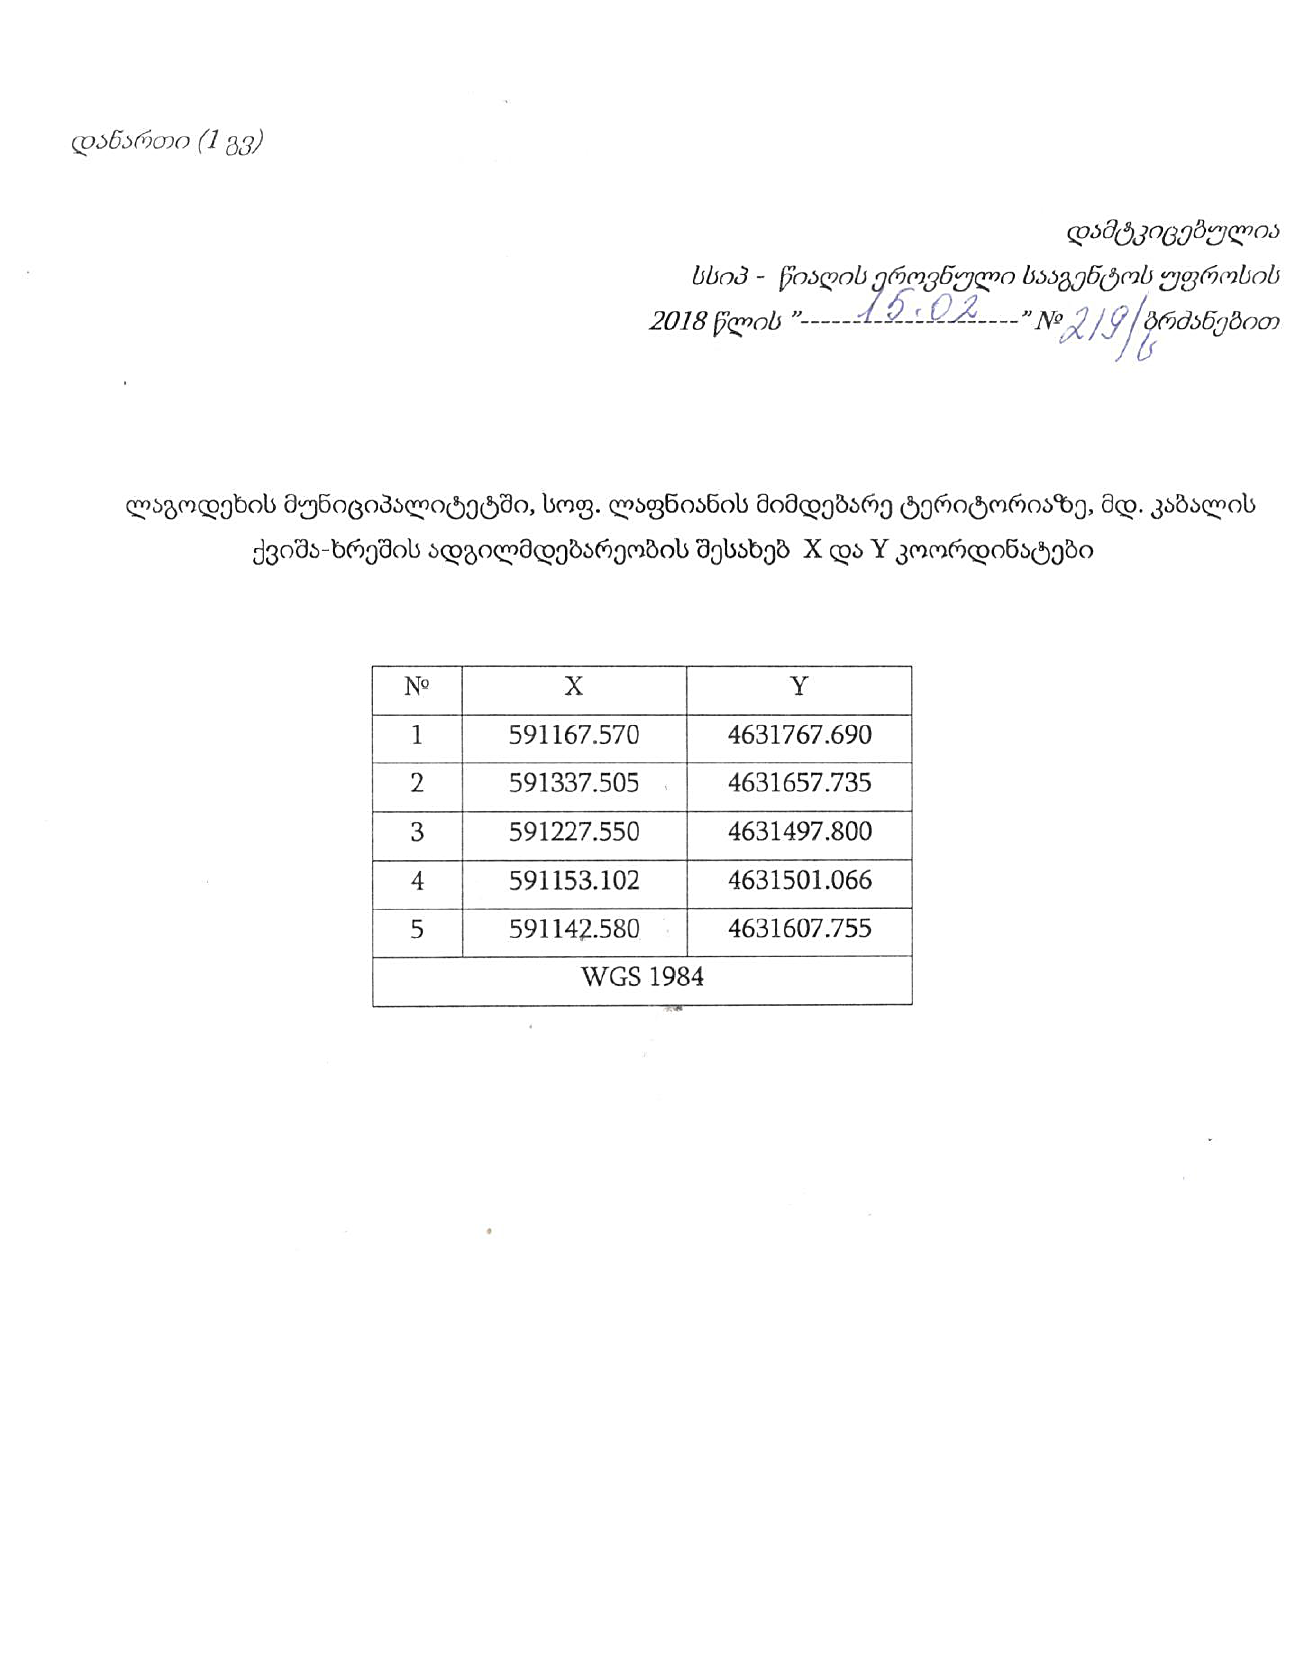 დანართი (1 გვ)
დამტკიცებულია
სსიპ - წიაღის ეროვნული სააგენტოს უფროსის
2018 წლის "15.02" № 219/ს ბრძანებით
ლაგოდეხის მუნიციპალიტეტში, სოფ. ლაფნიანის მიმდებარე ტერიტორიაზე, მდ. კაბალის
ქვიშა-ხრეშის ადგილმდებარეობის შესახებ X და Y კოორდინატები
№ X Y
1 591167.570 4631767.690
2 591337.505 4631657.735
3 591227.550 4631497.800
4 591153.102 4631501.066
5 591142.580 4631607.755
WGS 1984